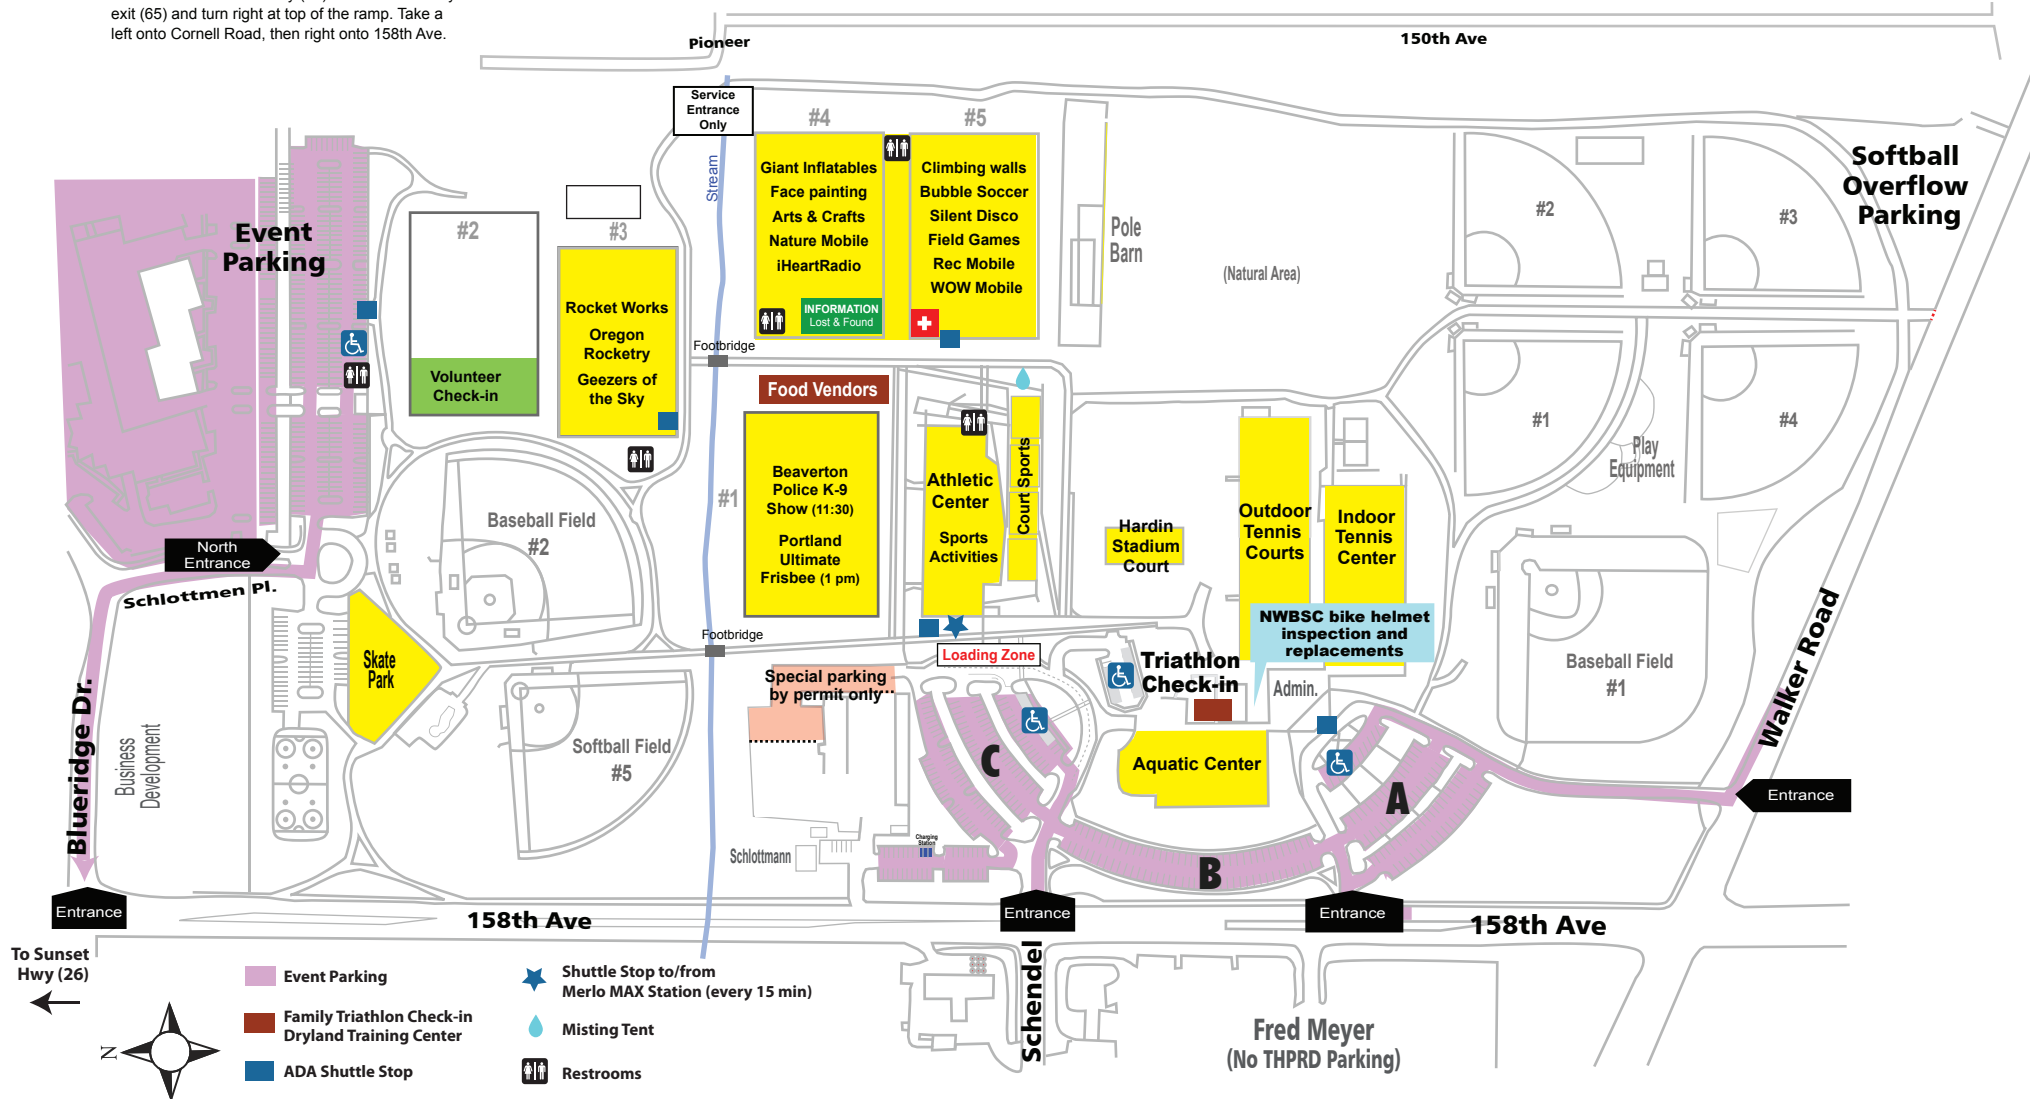 exit (65) and turn right at top of the ramp. Take a
left onto Cornell Road, then right onto 158th Ave.
Pioneer
150th Ave
Service
Entrance
Only
Stream
#4
Giant Inflatables
Face painting
Arts & Crafts
Nature Mobile
iHeartRadio
INFORMATION
Lost & Found
#5
Climbing walls
Bubble Soccer
Silent Disco
Field Games
Rec Mobile
WOW Mobile
Pole
Barn
(Natural Area)
#2
#3
Softball
Overflow
Parking
#1
#4
Play
Equipment
Event
Parking
#2
Volunteer
Check-in
#3
Rocket Works
Oregon
Rocketry
Geezers of
the Sky
Footbridge
Food Vendors
#1
Beaverton
Police K-9
Show (11:30)
Portland
Ultimate
Frisbee (1 pm)
Athletic
Center
Sports
Activities
Court Sports
Hardin
Stadium
Court
Outdoor
Tennis
Courts
Indoor
Tennis
Center
NWBSC bike helmet
inspection and
replacements
Baseball Field
#2
North
Entrance
Schlottmen Pl.
Skate
Park
Footbridge
Loading Zone
Special parking
by permit only
Triathlon
Check-in
Admin.
Baseball Field
#1
Walker Road
Blueridge Dr.
Business
Development
Softball Field
#5
Schlottmann
Charging
Station
C
Aquatic Center
A
B
Entrance
Entrance
Entrance
Entrance
158th Ave
158th Ave
To Sunset
Hwy (26)
N
Event Parking
Family Triathlon Check-in
Dryland Training Center
ADA Shuttle Stop
Shuttle Stop to/from
Merlo MAX Station (every 15 min)
Misting Tent
Restrooms
Schendel
Fred Meyer
(No THPRD Parking)